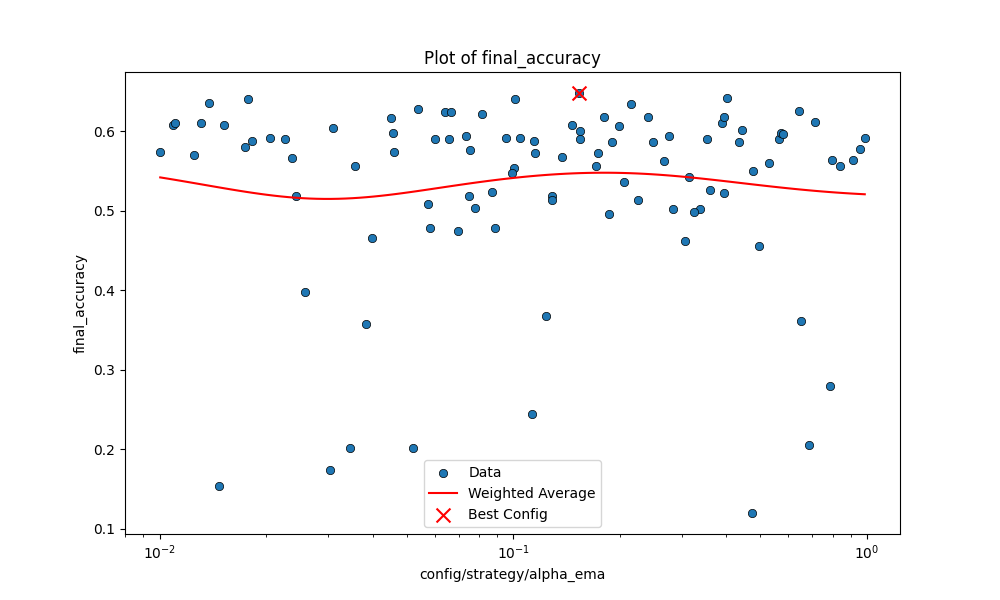 Plot of final_accuracy
final_accuracy
0.6
0.5
0.4
0.3
0.2
0.1
Data
Weighted Average
Best Config
10⁻²
10⁻¹
10⁰
config/strategy/alpha_ema